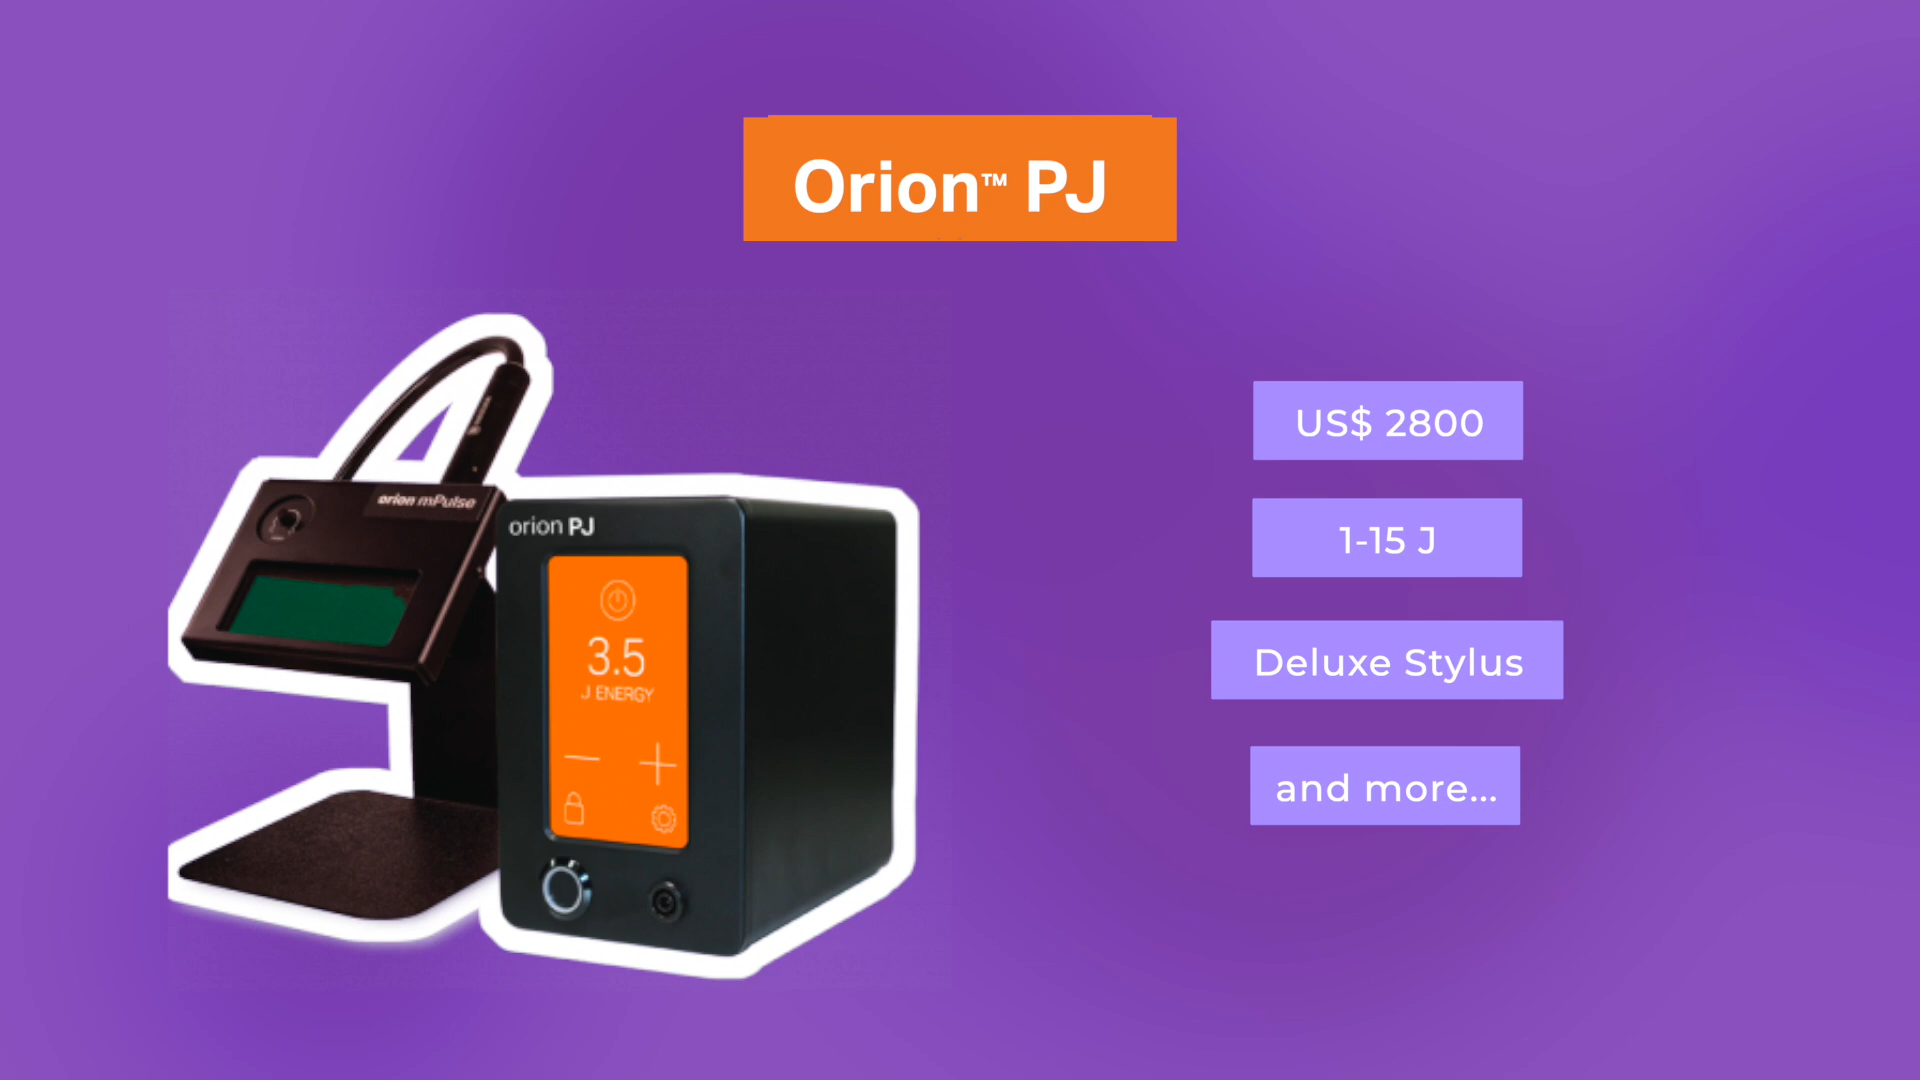 Orion™ PJ
orion mPulse
orion PJ
3.5
J ENERGY
US$ 2800
1-15 J
Deluxe Stylus
and more...